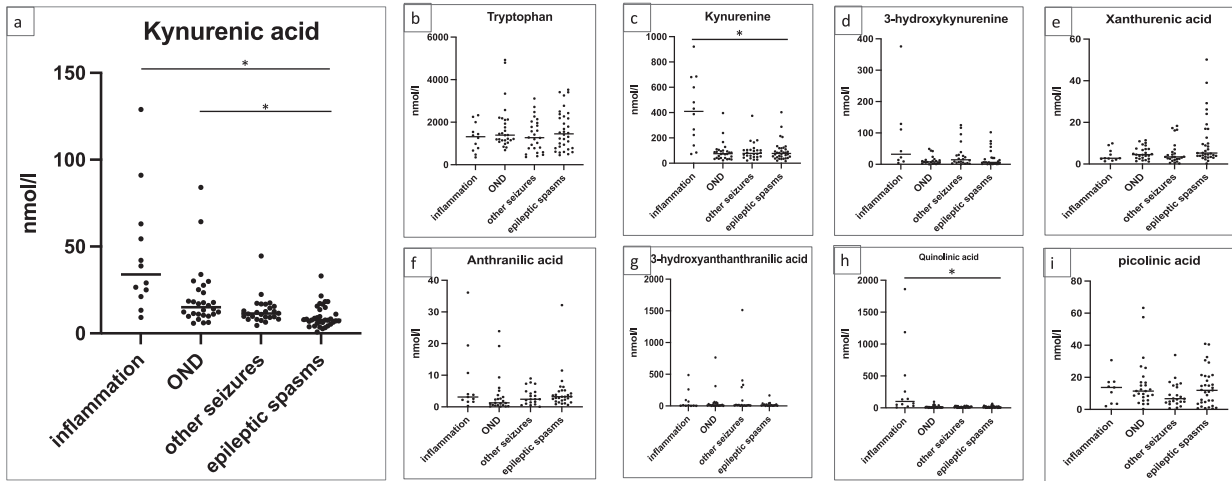 a
Kynurenic acid
nmol/l
150
100
50
0
*
*
inflammation
OND
other seizures
epileptic spasms
b
Tryptophan
nmol/l
6000
4000
2000
0
inflammation
OND
other seizures
epileptic spasms
c
Kynurenine
nmol/l
1000
800
600
400
200
0
*
inflammation
OND
other seizures
epileptic spasms
d
3-hydroxykynurenine
nmol/l
400
300
200
100
0
inflammation
OND
other seizures
epileptic spasms
e
Xanthurenic acid
nmol/l
60
40
20
0
inflammation
OND
other seizures
epileptic spasms
f
Anthranilic acid
nmol/l
40
30
20
10
0
inflammation
OND
other seizures
epileptic spasms
g
3-hydroxyanthanthranilic acid
nmol/l
2000
1500
1000
500
0
inflammation
OND
other seizures
epileptic spasms
h
Quinolinic acid
nmol/l
2000
1500
1000
500
0
*
inflammation
OND
other seizures
epileptic spasms
i
picolinic acid
nmol/l
80
60
40
20
0
inflammation
OND
other seizures
epileptic spasms